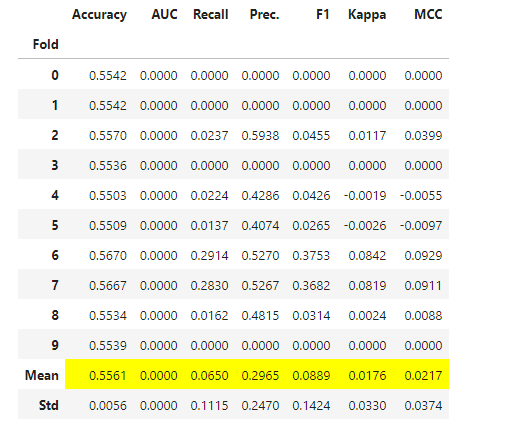 Accuracy AUC Recall Prec. F1 Kappa MCC
Fold
0 0.5542 0.0000 0.0000 0.0000 0.0000 0.0000 0.0000
1 0.5542 0.0000 0.0000 0.0000 0.0000 0.0000 0.0000
2 0.5570 0.0000 0.0237 0.5938 0.0455 0.0117 0.0399
3 0.5536 0.0000 0.0000 0.0000 0.0000 0.0000 0.0000
4 0.5503 0.0000 0.0224 0.4286 0.0426 -0.0019 -0.0055
5 0.5509 0.0000 0.0137 0.4074 0.0265 -0.0026 -0.0097
6 0.5670 0.0000 0.2914 0.5270 0.3753 0.0842 0.0929
7 0.5667 0.0000 0.2830 0.5267 0.3682 0.0819 0.0911
8 0.5534 0.0000 0.0162 0.4815 0.0314 0.0024 0.0088
9 0.5539 0.0000 0.0000 0.0000 0.0000 0.0000 0.0000
Mean 0.5561 0.0000 0.0650 0.2965 0.0889 0.0176 0.0217
Std 0.0056 0.0000 0.1115 0.2470 0.1424 0.0330 0.0374